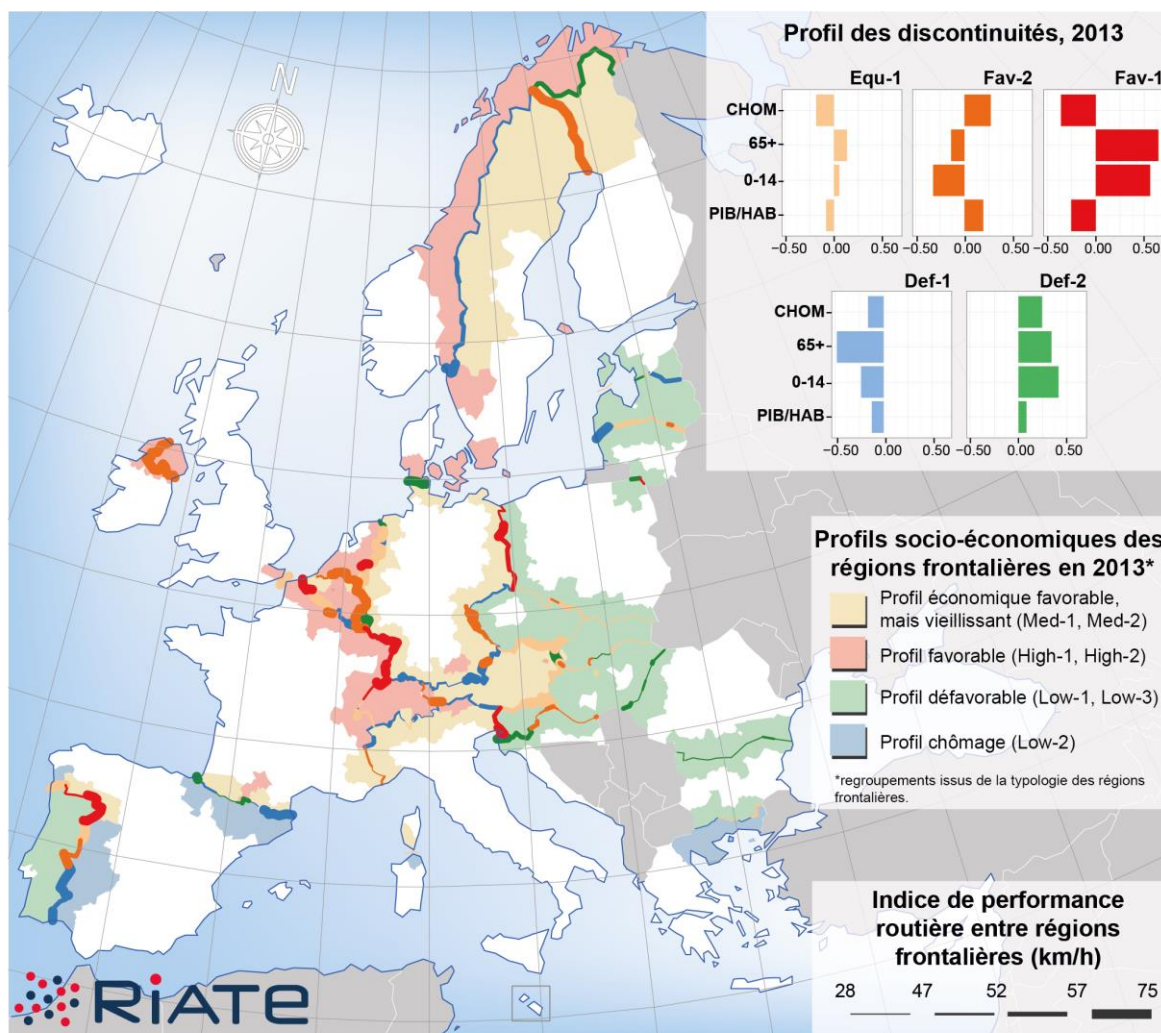 N
Profil des discontinuités, 2013
Equ-1 Fav-2 Fav-1
CHOM
65+
0-14
PIB/HAB
−0.50 0.00 0.50 −0.50 0.00 0.50 −0.50 0.00 0.50
Def-1 Def-2
CHOM
65+
0-14
PIB/HAB
−0.50 0.00 0.50 −0.50 0.00 0.50
Profils socio-économiques des
régions frontalières en 2013*
Profil économique favorable,
mais vieillissant (Med-1, Med-2)
Profil favorable (High-1, High-2)
Profil défavorable (Low-1, Low-3)
Profil chômage (Low-2)
*regroupements issus de la typologie des régions
frontalières.
Indice de performance
routière entre régions
frontalières (km/h)
28 47 52 57 75
RIATE